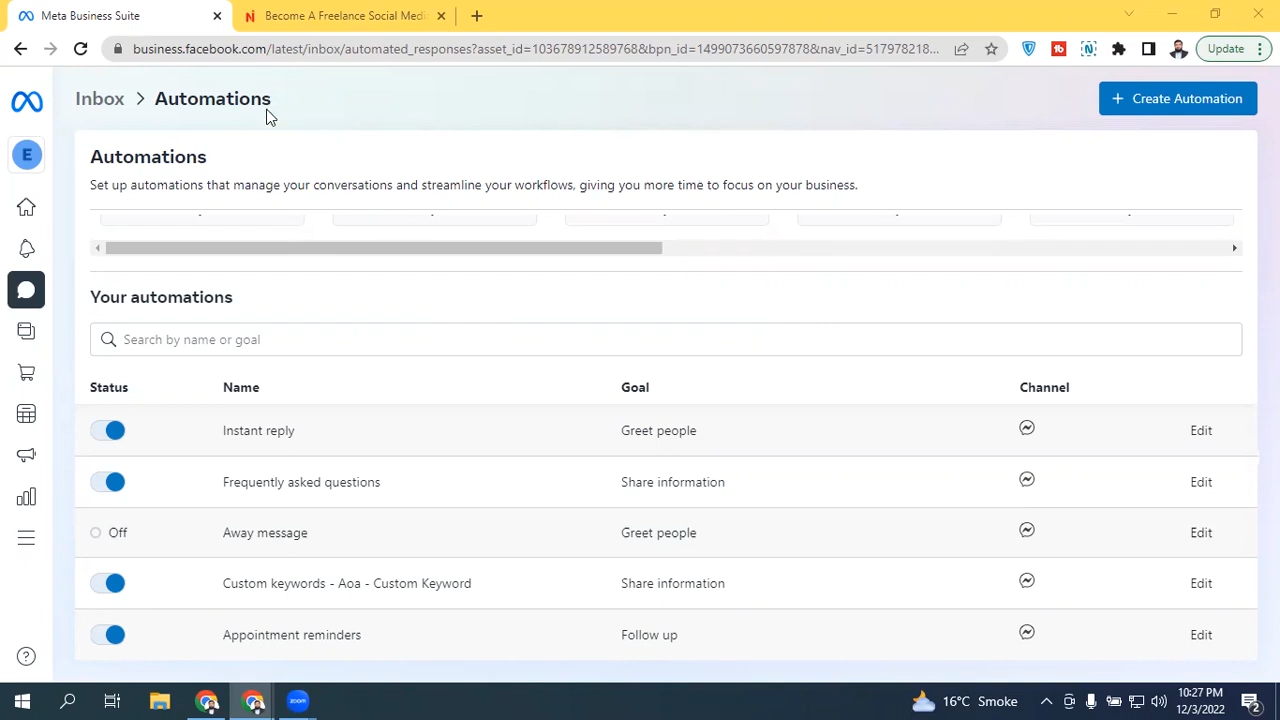 Meta Business Suite
Become A Freelance Social Medi
business.facebook.com/latest/inbox/automated_responses?asset_id=103678912589768&bpn_id=1499073060597878&nav_id=517978218...
Update
Inbox > Automations
+ Create Automation
E
Automations
Set up automations that manage your conversations and streamline your workflows, giving you more time to focus on your business.
Your automations
Search by name or goal
Status Name Goal Channel
Instant reply Greet people Edit
Frequently asked questions Share information Edit
Off Away message Greet people Edit
Custom keywords - Aoa - Custom Keyword Share information Edit
Appointment reminders Follow up Edit
zoom
16°C Smoke
10:27 PM
12/3/2022
2